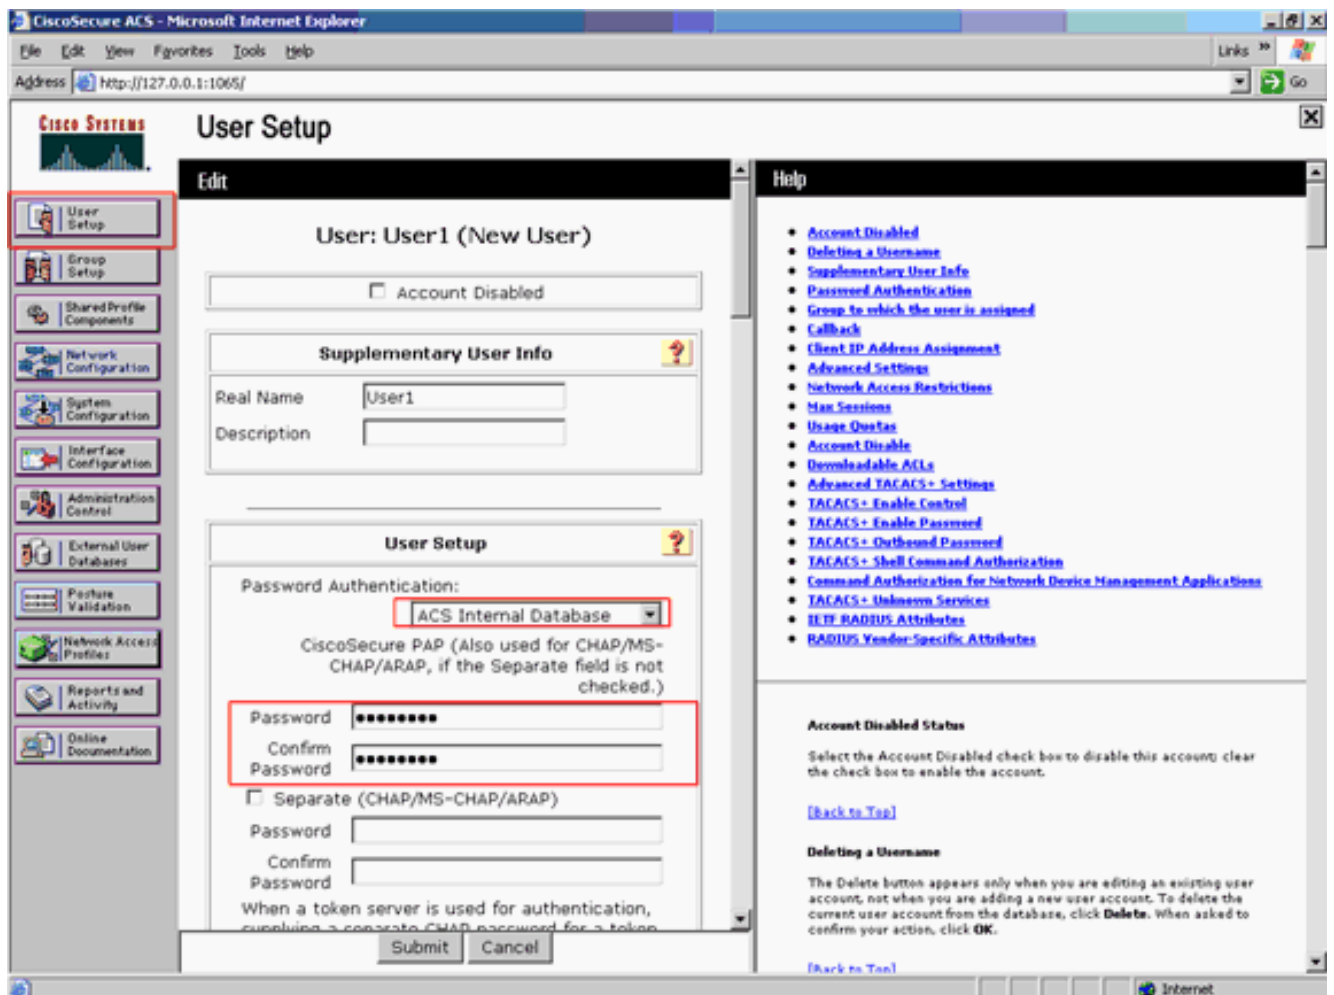 CiscoSecure ACS - Microsoft Internet Explorer
File Edit View Favorites Tools Help
Links »
Address http://127.0.0.1:1065/
Go
CISCO SYSTEMS
User Setup
User
Setup
Group
Setup
Shared Profile
Components
Network
Configuration
System
Configuration
Interface
Configuration
Administration
Control
External User
Databases
Posture
Validation
Network Access
Profiles
Reports and
Activity
Online
Documentation
Edit
User: User1 (New User)
Account Disabled
Supplementary User Info
?
Real Name User1
Description
User Setup
?
Password Authentication:
ACS Internal Database
CiscoSecure PAP (Also used for CHAP/MS-
CHAP/ARAP, if the Separate field is not
checked.)
Password ••••••••
Confirm
Password ••••••••
Separate (CHAP/MS-CHAP/ARAP)
Password
Confirm
Password
When a token server is used for authentication,
supplying a separate CHAP password for a token
Submit Cancel
Help
• Account Disabled
• Deleting a Username
• Supplementary User Info
• Password Authentication
• Group to which the user is assigned
• Callback
• Client IP Address Assignment
• Advanced Settings
• Network Access Restrictions
• Max Sessions
• Usage Quotas
• Account Disable
• Downloadable ACLs
• Advanced TACACS+ Settings
• TACACS+ Enable Control
• TACACS+ Enable Password
• TACACS+ Outbound Password
• TACACS+ Shell Command Authorization
• Command Authorization for Network Device Management Applications
• TACACS+ Unknown Services
• IETF RADIUS Attributes
• RADIUS Vendor-Specific Attributes
Account Disabled Status
Select the Account Disabled check box to disable this account; clear
the check box to enable the account.
[Back to Top]
Deleting a Username
The Delete button appears only when you are editing an existing user
account, not when you are adding a new user account. To delete the
current user account from the database, click Delete. When asked to
confirm your action, click OK.
[Back to Top]
Internet